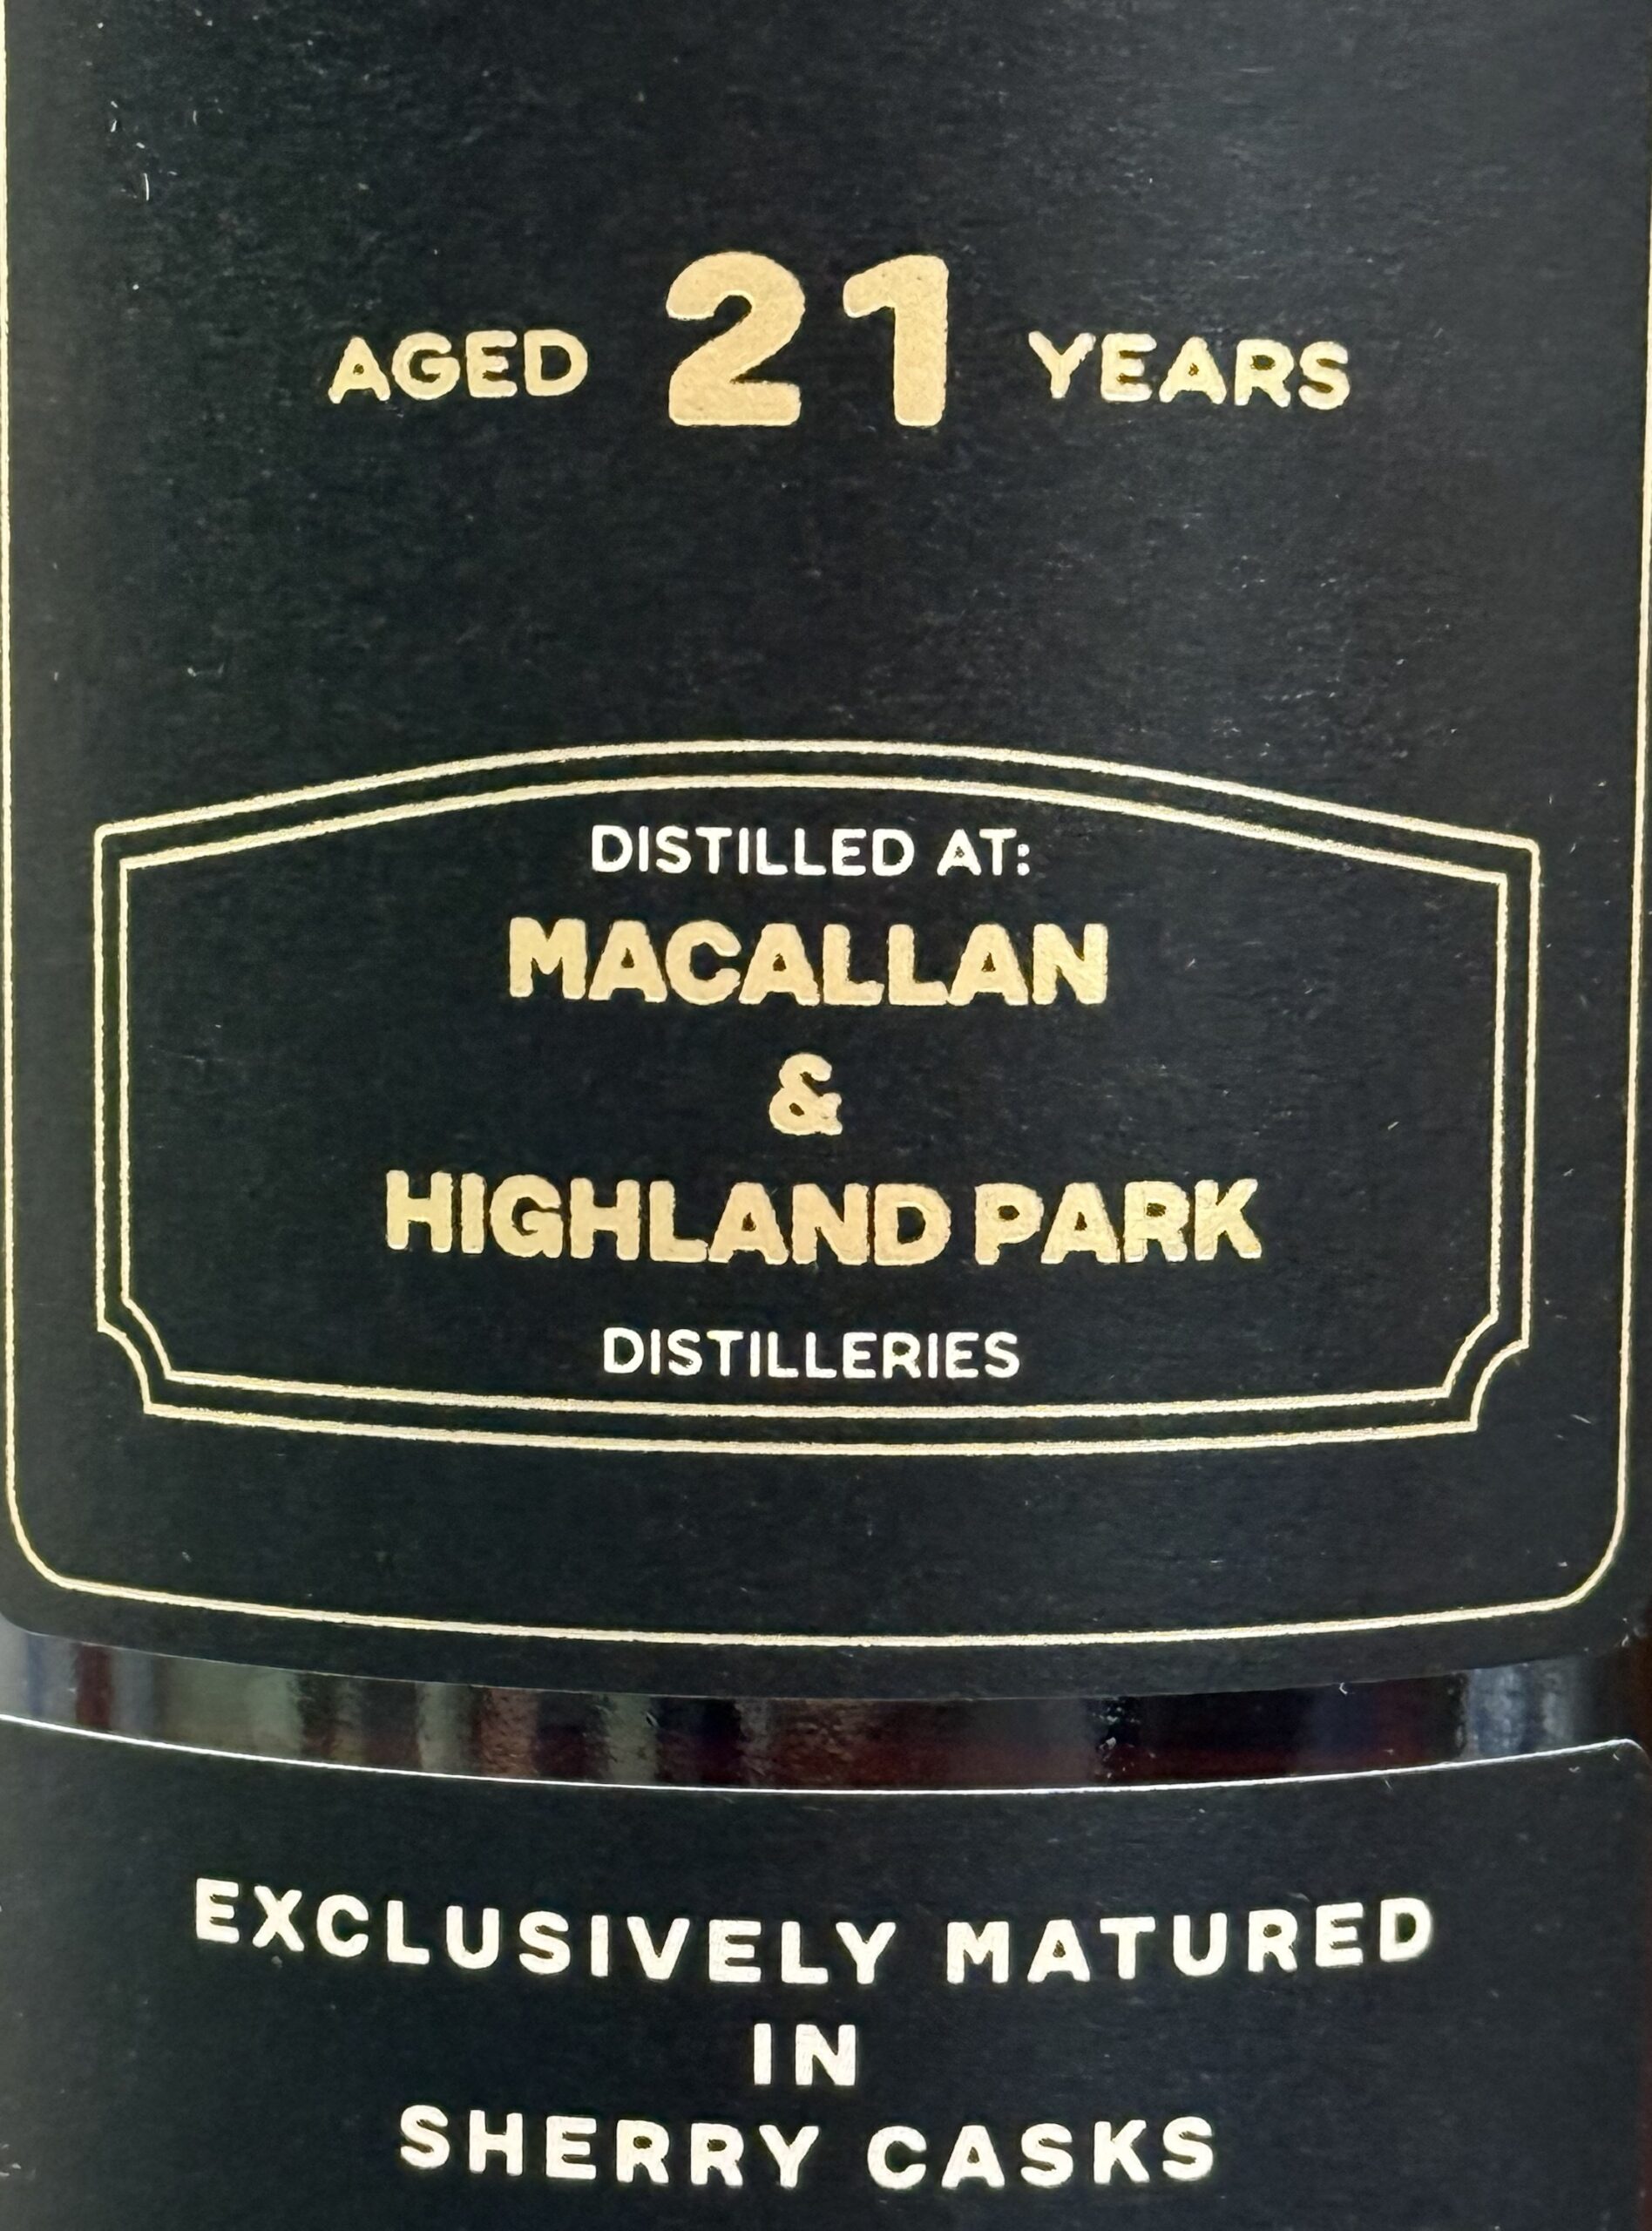 AGED 21 YEARS
DISTILLED AT:
MACALLAN
&
HIGHLAND PARK
DISTILLERIES
EXCLUSIVELY MATURED
IN
SHERRY CASKS